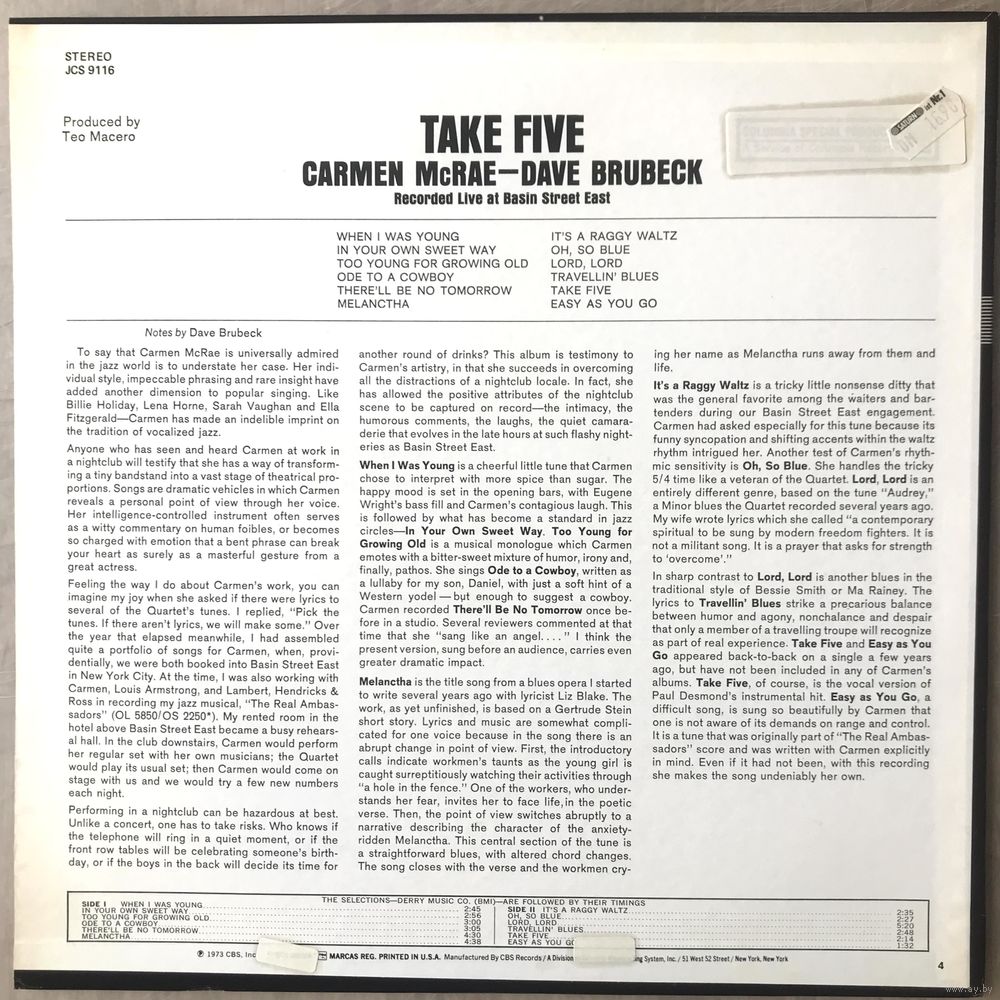 STEREO
JCS 9116
Produced by
Teo Macero
TAKE FIVE
CARMEN McRAE—DAVE BRUBECK
Recorded Live at Basin Street East
COLUMBIA SPECIAL
SATURN
Nr. 1
DM 16.90
WHEN I WAS YOUNG
IN YOUR OWN SWEET WAY
TOO YOUNG FOR GROWING OLD
ODE TO A COWBOY
THERE'LL BE NO TOMORROW
MELANCTHA
IT'S A RAGGY WALTZ
OH, SO BLUE
LORD, LORD
TRAVELLIN' BLUES
TAKE FIVE
EASY AS YOU GO
Notes by Dave Brubeck
To say that Carmen McRae is universally admired
in the jazz world is to understate her case. Her indi-
vidual style, impeccable phrasing and rare insight have
added another dimension to popular singing. Like
Billie Holiday, Lena Horne, Sarah Vaughan and Ella
Fitzgerald—Carmen has made an indelible imprint on
the tradition of vocalized jazz.
Anyone who has seen and heard Carmen at work in
a nightclub will testify that she has a way of transform-
ing a tiny bandstand into a vast stage of theatrical pro-
portions. Songs are dramatic vehicles in which Carmen
reveals a personal point of view through her voice.
Her intelligence-controlled instrument often serves
as a witty commentary on human foibles, or becomes
so charged with emotion that a bent phrase can break
your heart as surely as a masterful gesture from a
great actress.
Feeling the way I do about Carmen's work, you can
imagine my joy when she asked if there were lyrics to
several of the Quartet's tunes. I replied, "Pick the
tunes. If there aren't lyrics, we will make some." Over
the year that elapsed meanwhile, I had assembled
quite a portfolio of songs for Carmen, when, provi-
dentially, we were both booked into Basin Street East
in New York City. At the time, I was also working with
Carmen, Louis Armstrong, and Lambert, Hendricks &
Ross in recording my jazz musical, "The Real Ambas-
sadors" (OL 5850/OS 2250*). My rented room in the
hotel above Basin Street East became a busy rehears-
al hall. In the club downstairs, Carmen would perform
her regular set with her own musicians; the Quartet
would play its usual set; then Carmen would come on
stage with us and we would try a few new numbers
each night.
Performing in a nightclub can be hazardous at best.
Unlike a concert, one has to take risks. Who knows if
the telephone will ring in a quiet moment, or if the
front row tables will be celebrating someone's birth-
day, or if the boys in the back will decide its time for
another round of drinks? This album is testimony to
Carmen's artistry, in that she succeeds in overcoming
all the distractions of a nightclub locale. In fact, she
has allowed the positive attributes of the nightclub
scene to be captured on record—the intimacy, the
humorous comments, the laughs, the quiet camara-
derie that evolves in the late hours at such flashy night-
eries as Basin Street East.
When I Was Young is a cheerful little tune that Carmen
chose to interpret with more spice than sugar. The
happy mood is set in the opening bars, with Eugene
Wright's bass fill and Carmen's contagious laugh. This
is followed by what has become a standard in jazz
circles—In Your Own Sweet Way. Too Young for
Growing Old is a musical monologue which Carmen
emotes with a bitter-sweet mixture of humor, irony and,
finally, pathos. She sings Ode to a Cowboy, written as
a lullaby for my son, Daniel, with just a soft hint of a
Western yodel—but enough to suggest a cowboy.
Carmen recorded There'll Be No Tomorrow once be-
fore in a studio. Several reviewers commented at that
time that she "sang like an angel. . . ." I think the
present version, sung before an audience, carries even
greater dramatic impact.
Melanctha is the title song from a blues opera I started
to write several years ago with lyricist Liz Blake. The
work, as yet unfinished, is based on a Gertrude Stein
short story. Lyrics and music are somewhat compli-
cated for one voice because in the song there is an
abrupt change in point of view. First, the introductory
calls indicate workmen's taunts as the young girl is
caught surreptitiously watching their activities through
"a hole in the fence." One of the workers, who under-
stands her fear, invites her to face life, in the poetic
verse. Then, the point of view switches abruptly to a
narrative describing the character of the anxiety-
ridden Melanctha. This central section of the tune is
a straightforward blues, with altered chord changes.
The song closes with the verse and the workmen cry-
ing her name as Melanctha runs away from them and
life.
It's a Raggy Waltz is a tricky little nonsense ditty that
was the general favorite among the waiters and bar-
tenders during our Basin Street East engagement.
Carmen had asked especially for this tune because its
funny syncopation and shifting accents within the waltz
rhythm intrigued her. Another test of Carmen's rhyth-
mic sensitivity is Oh, So Blue. She handles the tricky
5/4 time like a veteran of the Quartet. Lord, Lord is an
entirely different genre, based on the tune "Audrey,"
a Minor blues the Quartet recorded several years ago.
My wife wrote lyrics which she called "a contemporary
spiritual to be sung by modern freedom fighters. It is
not a militant song. It is a prayer that asks for strength
to 'overcome'."
In sharp contrast to Lord, Lord is another blues in the
traditional style of Bessie Smith or Ma Rainey. The
lyrics to Travellin' Blues strike a precarious balance
between humor and agony, nonchalance and despair
that only a member of a travelling troupe will recognize
as part of real experience. Take Five and Easy as You
Go appeared back-to-back on a single a few years
ago, but have not been included in any of Carmen's
albums. Take Five, of course, is the vocal version of
Paul Desmond's instrumental hit. Easy as You Go, a
difficult song, is sung so beautifully by Carmen that
one is not aware of its demands on range and control.
It is a tune that was originally part of "The Real Ambas-
sadors" score and was written with Carmen explicitly
in mind. Even if it had not been, with this recording
she makes the song undeniably her own.
THE SELECTIONS—DERRY MUSIC CO. (BMI)—ARE FOLLOWED BY THEIR TIMINGS
SIDE I WHEN I WAS YOUNG 2:45
IN YOUR OWN SWEET WAY 2:56
TOO YOUNG FOR GROWING OLD 3:00
ODE TO A COWBOY 3:05
THERE'LL BE NO TOMORROW 4:30
MELANCTHA 4:38
SIDE II IT'S A RAGGY WALTZ 2:35
OH, SO BLUE 2:27
LORD, LORD 5:20
TRAVELLIN' BLUES 2:48
TAKE FIVE 2:14
EASY AS YOU GO 1:32
℗ 1973 CBS, Inc. MARCAS REG. PRINTED IN U.S.A. Manufactured by CBS Records/A Division System, Inc./51 West 52 Street/New York, New York
4
www.ay.by